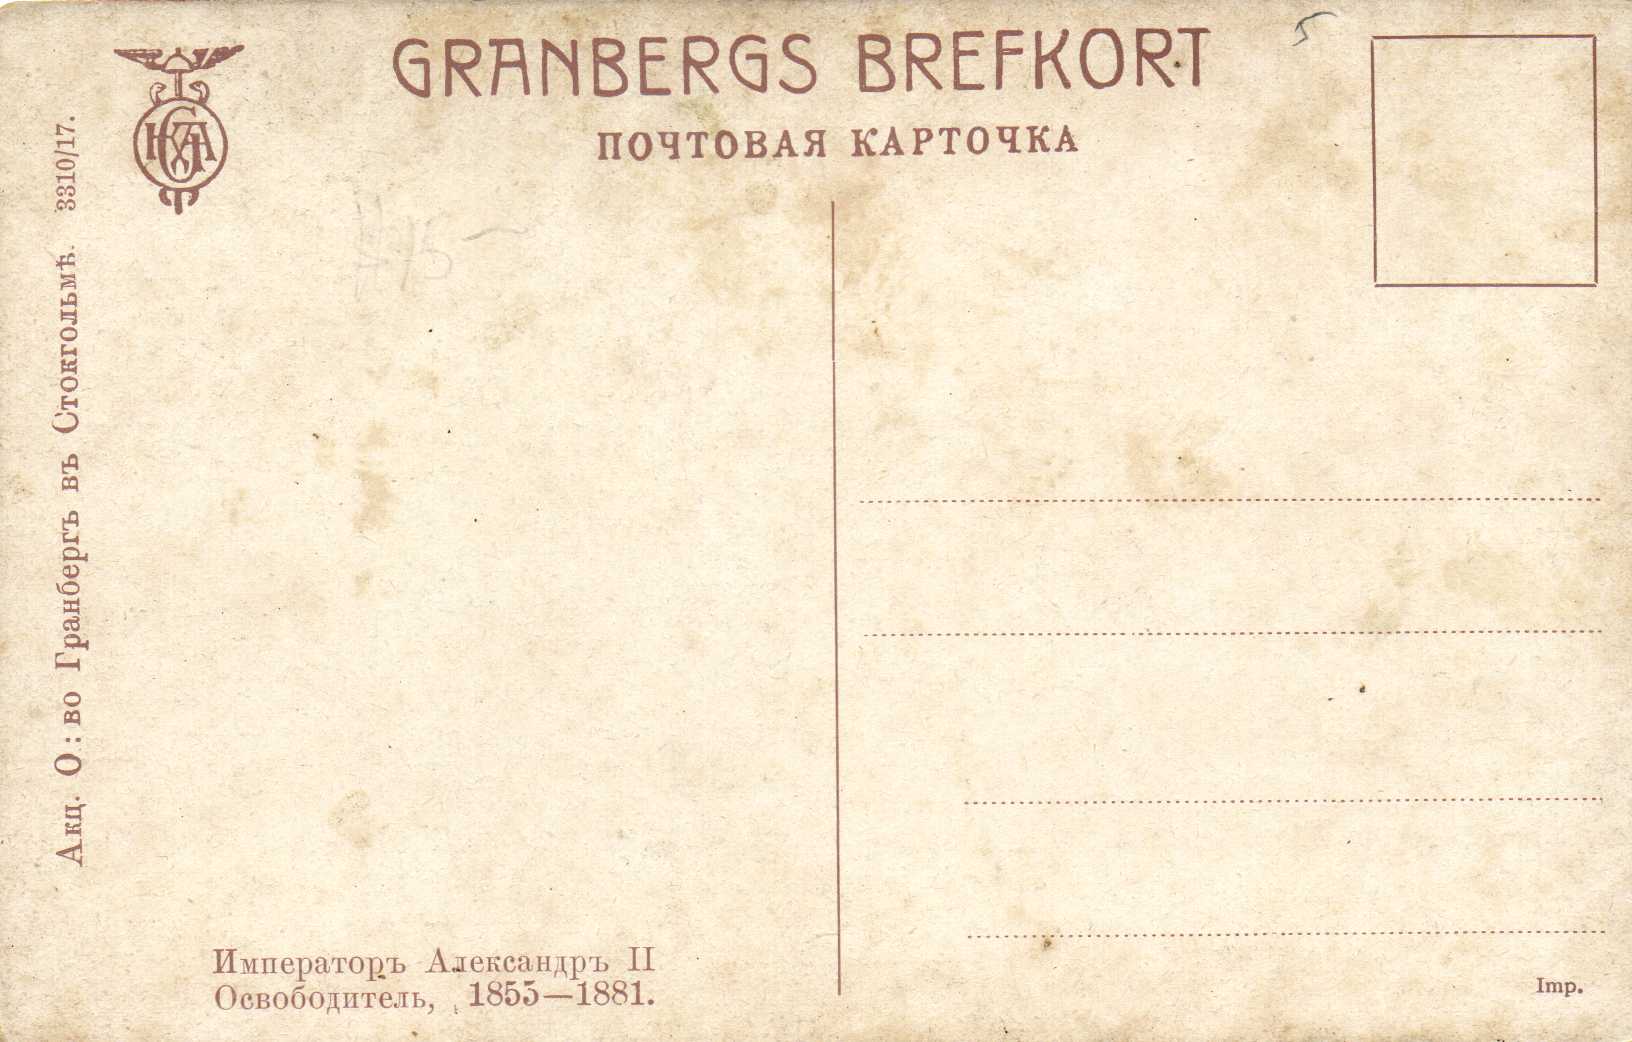 GRANBERGS BREFKORT
ПОЧТОВАЯ КАРТОЧКА
Акц. О:во Гранбергъ въ Стокгольмѣ. 3310/17.
Императоръ Александръ II
Освободитель, 1855—1881.
Imp.